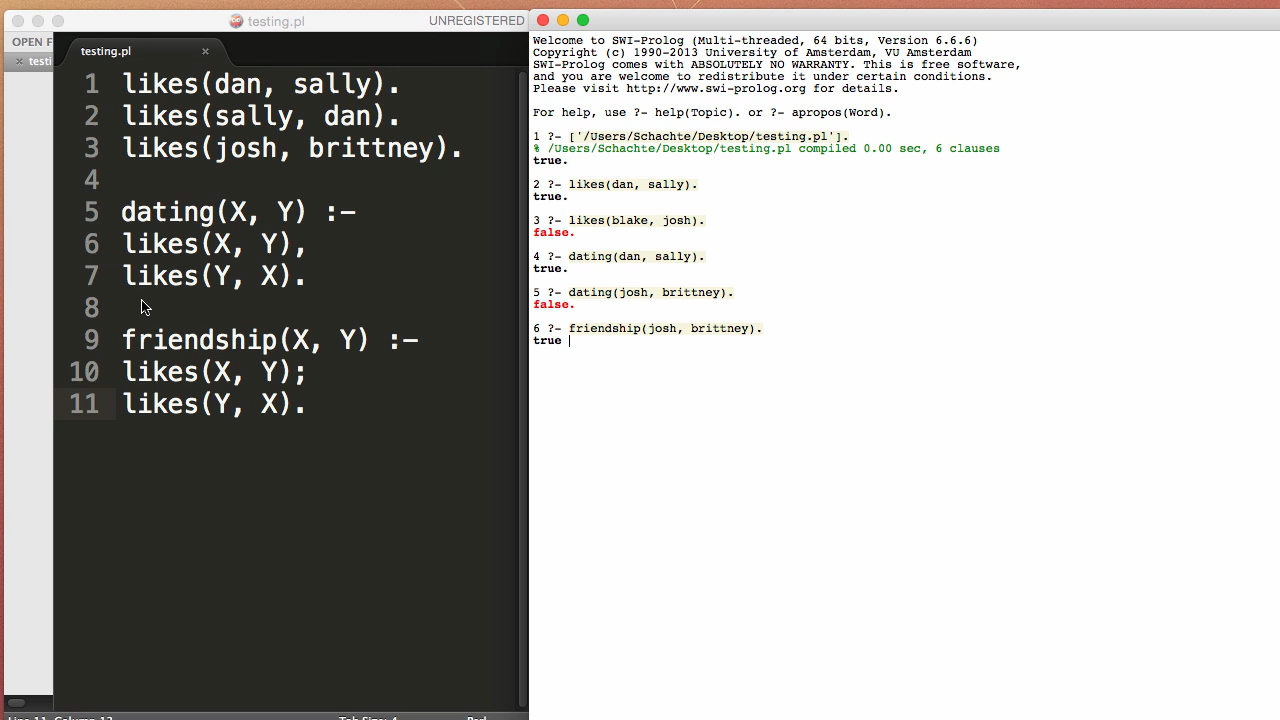 testing.pl
UNREGISTERED
OPEN F
testi
testing.pl
1 likes(dan, sally).
2 likes(sally, dan).
3 likes(josh, brittney).
4
5 dating(X, Y) :-
6 likes(X, Y),
7 likes(Y, X).
8
9 friendship(X, Y) :-
10 likes(X, Y);
11 likes(Y, X).
Line 11, Column 13
Tab Size: 4
Perl
Welcome to SWI-Prolog (Multi-threaded, 64 bits, Version 6.6.6)
Copyright (c) 1990-2013 University of Amsterdam, VU Amsterdam
SWI-Prolog comes with ABSOLUTELY NO WARRANTY. This is free software,
and you are welcome to redistribute it under certain conditions.
Please visit http://www.swi-prolog.org for details.
For help, use ?- help(Topic). or ?- apropos(Word).
1 ?- ['/Users/Schachte/Desktop/testing.pl'].
% /Users/Schachte/Desktop/testing.pl compiled 0.00 sec, 6 clauses
true.
2 ?- likes(dan, sally).
true.
3 ?- likes(blake, josh).
false.
4 ?- dating(dan, sally).
true.
5 ?- dating(josh, brittney).
false.
6 ?- friendship(josh, brittney).
true